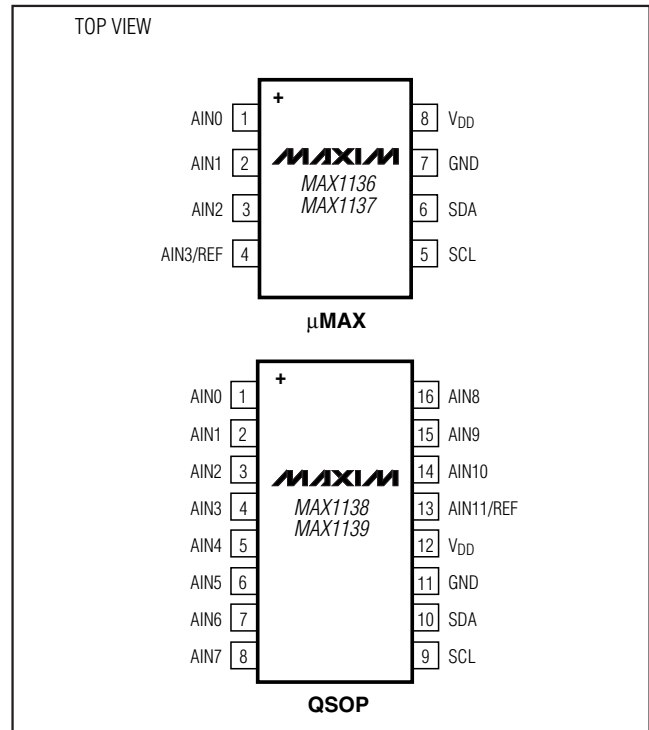 TOP VIEW
+
AIN0 1
8 VDD
AIN1 2
7 GND
AIN2 3
6 SDA
AIN3/REF 4
5 SCL
MAXIM
MAX1136
MAX1137
µMAX
+
AIN0 1
16 AIN8
AIN1 2
15 AIN9
AIN2 3
14 AIN10
AIN3 4
13 AIN11/REF
AIN4 5
12 VDD
AIN5 6
11 GND
AIN6 7
10 SDA
AIN7 8
9 SCL
MAXIM
MAX1138
MAX1139
QSOP